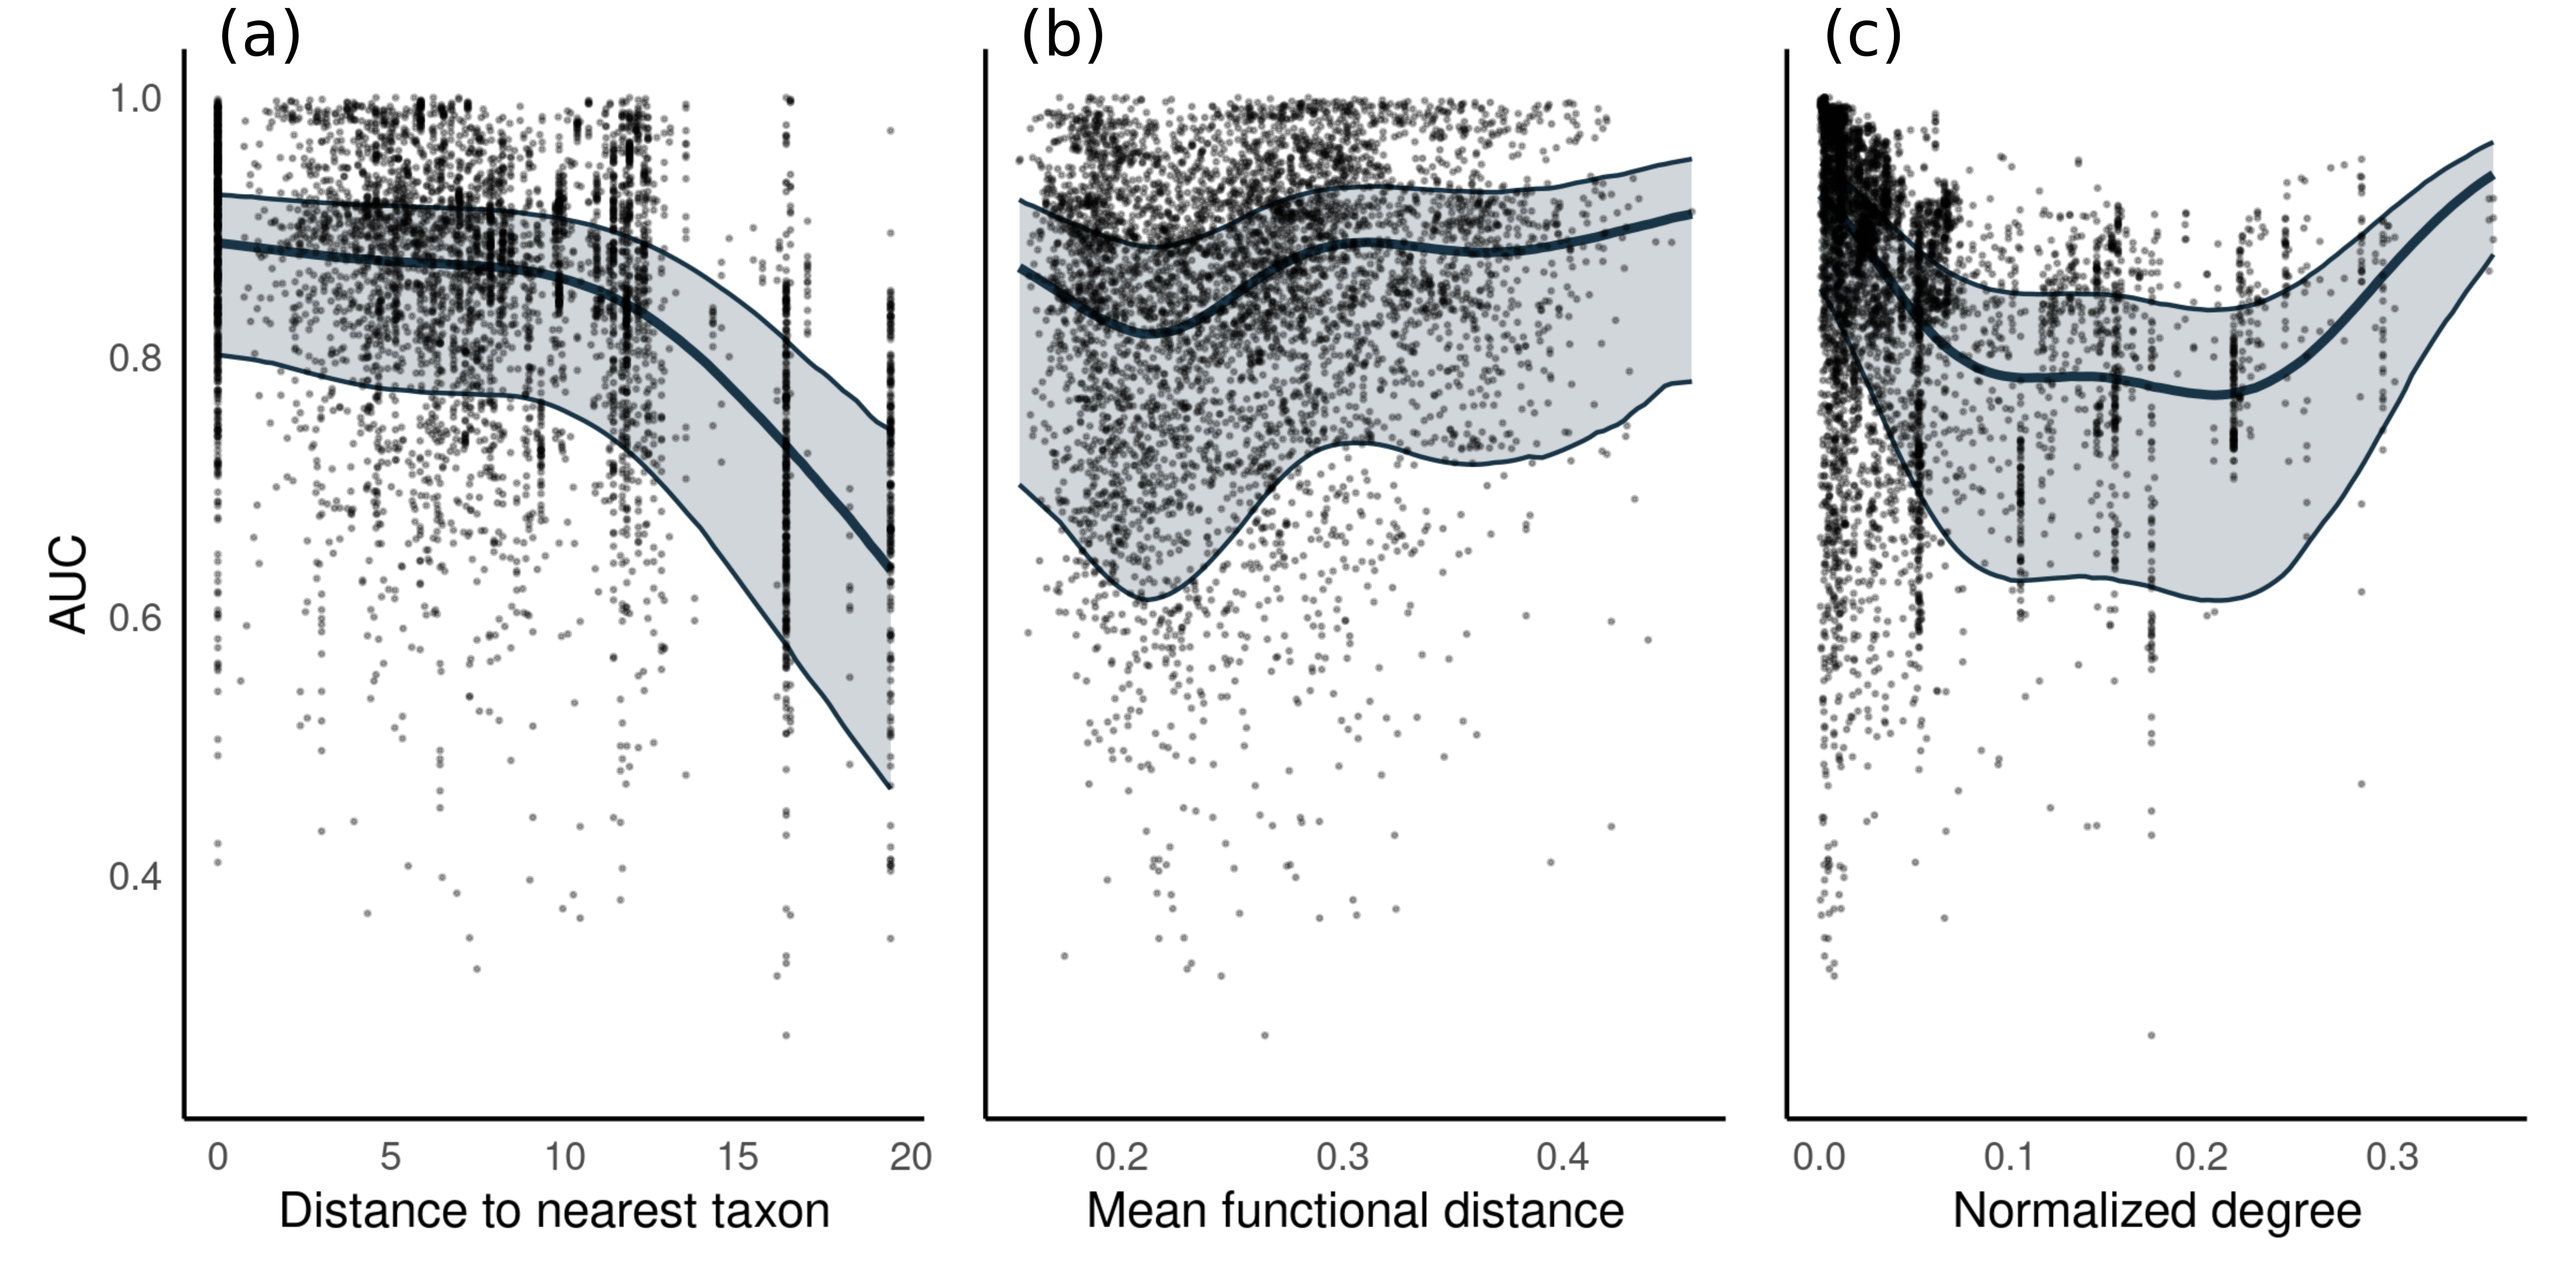 (a) (b) (c)
1.0
0.8
0.6
0.4
AUC
0 5 10 15 20 0.2 0.3 0.4 0.0 0.1 0.2 0.3
Distance to nearest taxon Mean functional distance Normalized degree